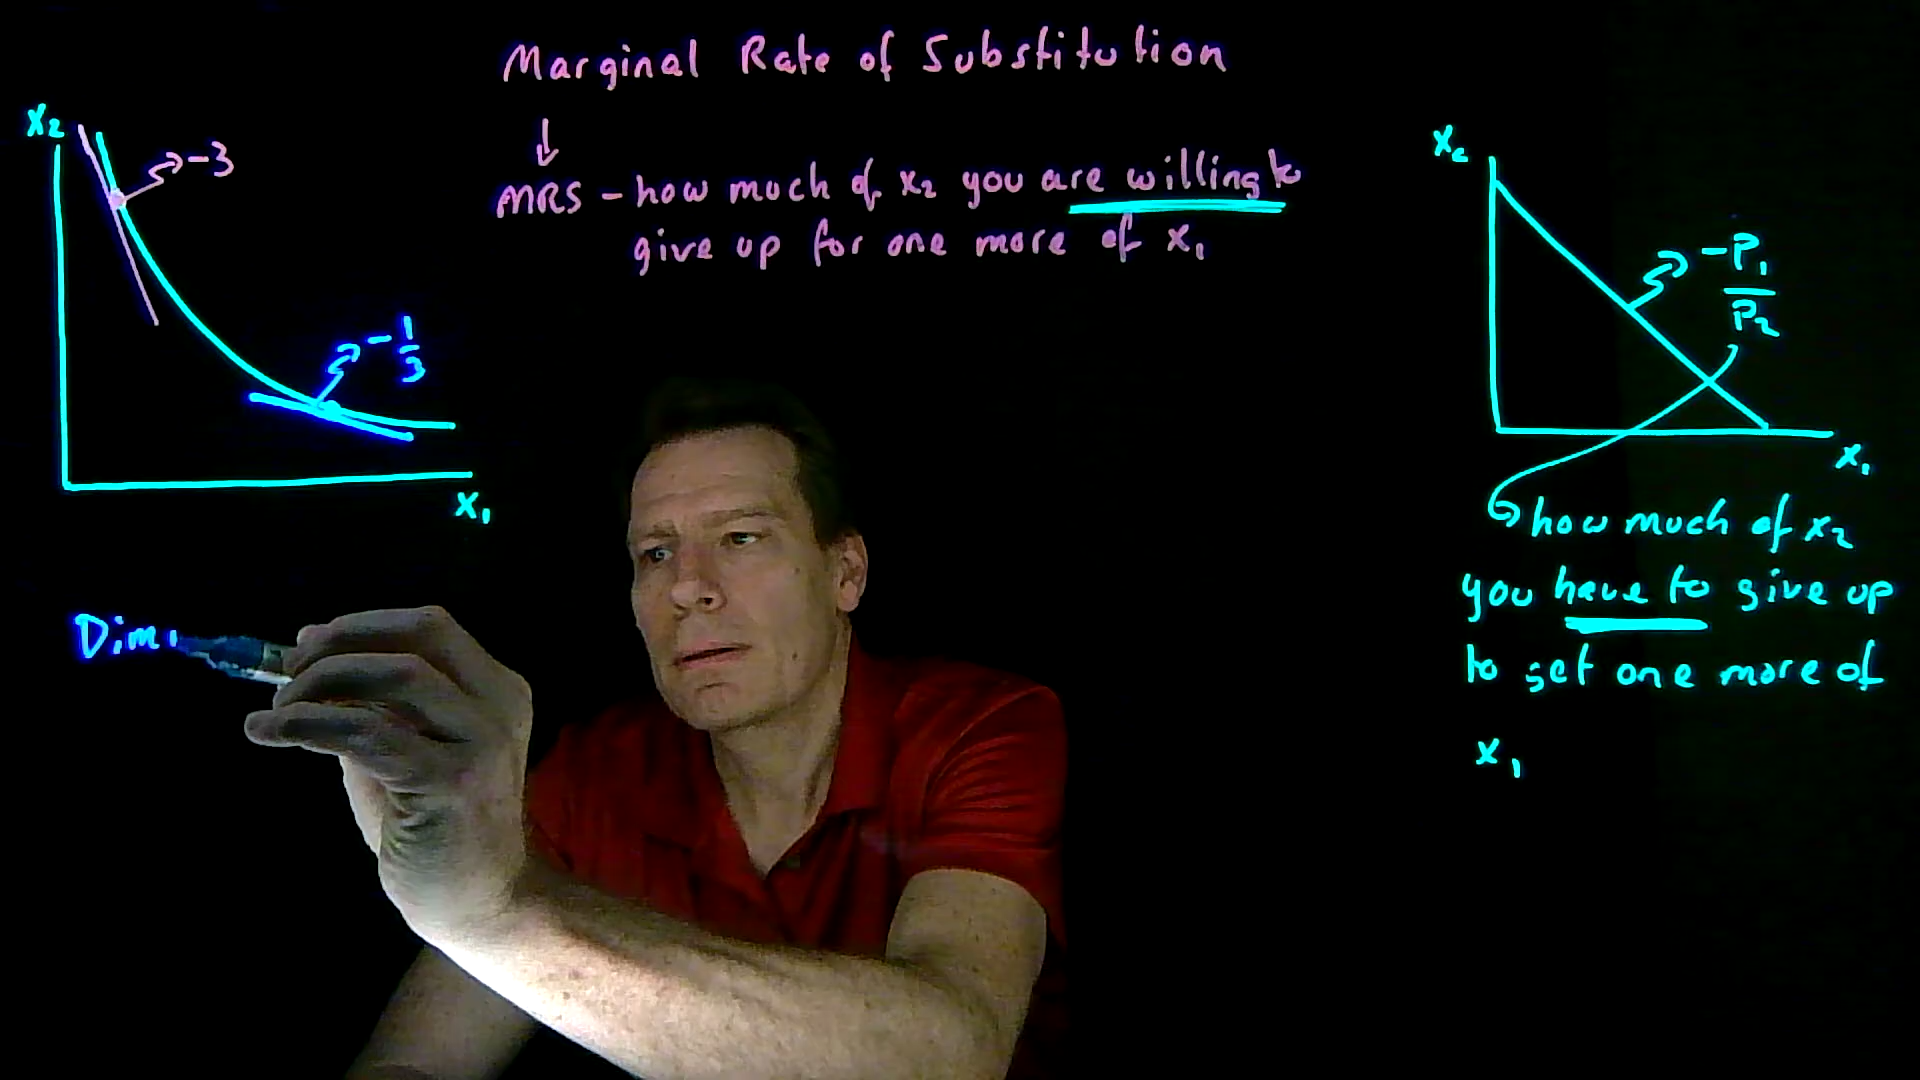 Marginal Rate of Substitution
MRS - how much of x₂ you are willing to
give up for one more of x₁
x₂
-3
-1/3
x₁
Dimi
x₂
-P₁/P₂
x₁
how much of x₂
you have to give up
to get one more of
x₁